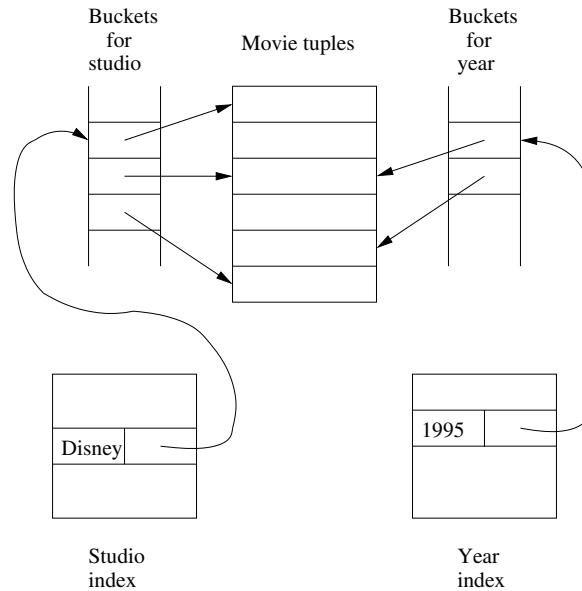 Buckets
for
studio
Movie tuples
Buckets
for
year
Disney
1995
Studio
index
Year
index